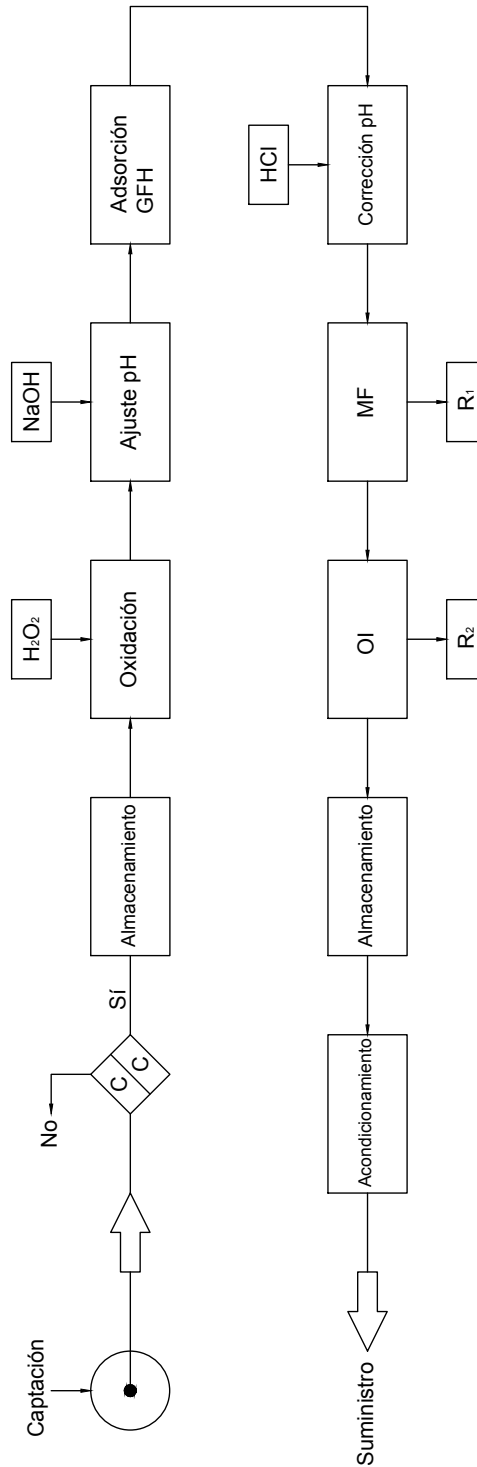 Captación
No
C
C
Sí
Almacenamiento
H₂O₂
Oxidación
NaOH
Ajuste pH
Adsorción
GFH
HCl
Corrección pH
MF
R₁
OI
R₂
Almacenamiento
Acondicionamiento
Suministro